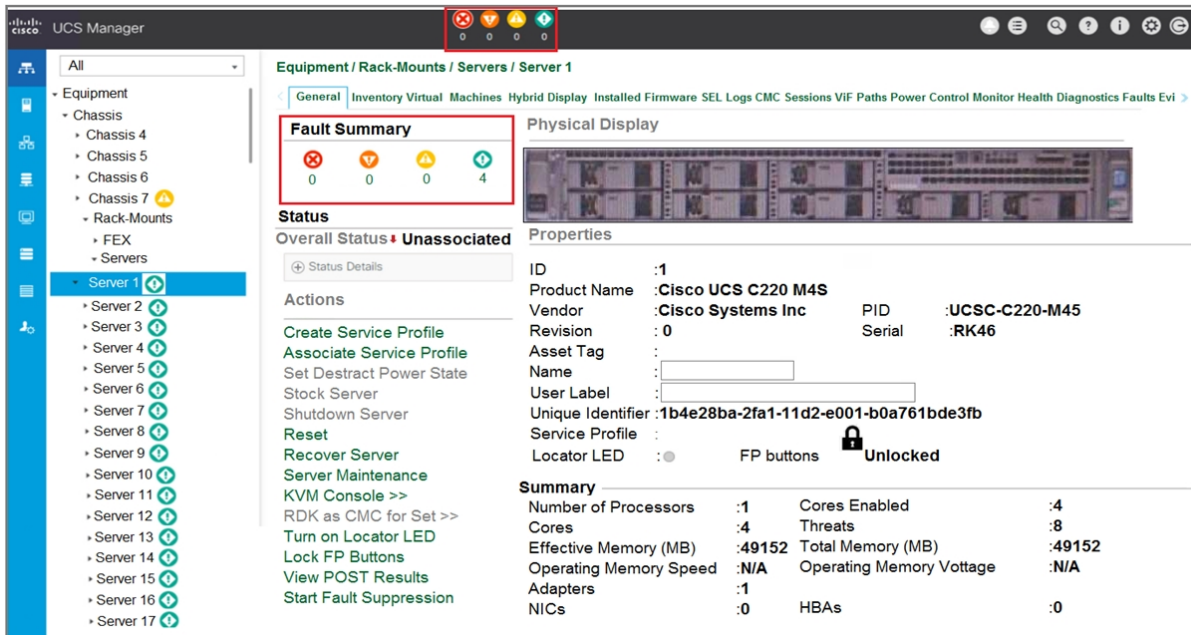 cisco UCS Manager
0 0 0 0
All
Equipment
Chassis
Chassis 4
Chassis 5
Chassis 6
Chassis 7
Rack-Mounts
FEX
Servers
Server 1
Server 2
Server 3
Server 4
Server 5
Server 6
Server 7
Server 8
Server 9
Server 10
Server 11
Server 12
Server 13
Server 14
Server 15
Server 16
Server 17
Equipment / Rack-Mounts / Servers / Server 1
General Inventory Virtual Machines Hybrid Display Installed Firmware SEL Logs CMC Sessions ViF Paths Power Control Monitor Health Diagnostics Faults Evi
Fault Summary
0 0 0 4
Status
Overall Status Unassociated
Status Details
Actions
Create Service Profile
Associate Service Profile
Set Destract Power State
Stock Server
Shutdown Server
Reset
Recover Server
Server Maintenance
KVM Console >>
RDK as CMC for Set >>
Turn on Locator LED
Lock FP Buttons
View POST Results
Start Fault Suppression
Physical Display
Properties
ID :1
Product Name :Cisco UCS C220 M4S
Vendor :Cisco Systems Inc PID :UCSC-C220-M45
Revision : 0 Serial :RK46
Asset Tag :
Name :
User Label :
Unique Identifier :1b4e28ba-2fa1-11d2-e001-b0a761bde3fb
Service Profile :
Locator LED : FP buttons Unlocked
Summary
Number of Processors :1 Cores Enabled :4
Cores :4 Threats :8
Effective Memory (MB) :49152 Total Memory (MB) :49152
Operating Memory Speed :N/A Operating Memory Vottage :N/A
Adapters :1
NICs :0 HBAs :0